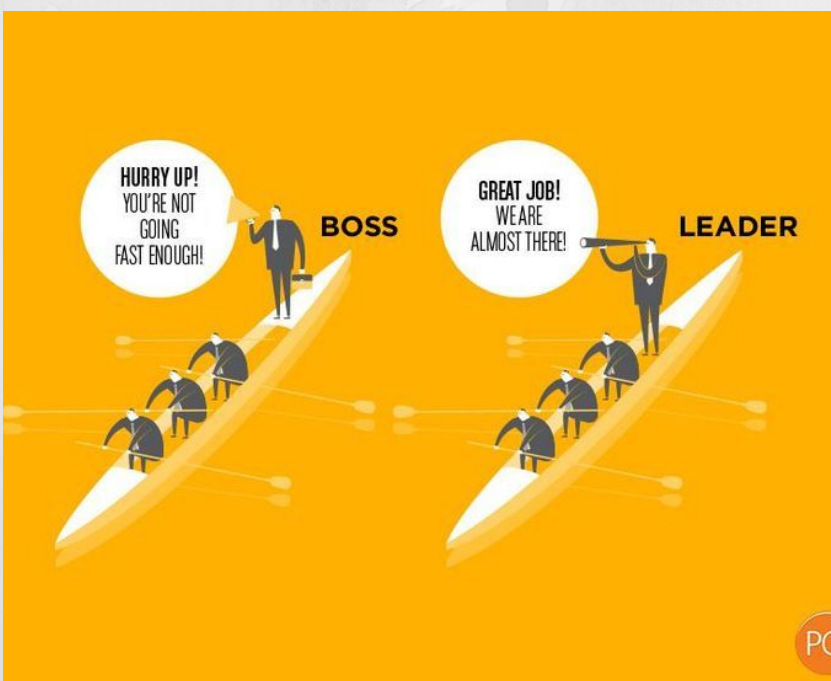 HURRY UP!
YOU'RE NOT
GOING
FAST ENOUGH!
BOSS
GREAT JOB!
WE ARE
ALMOST THERE!
LEADER